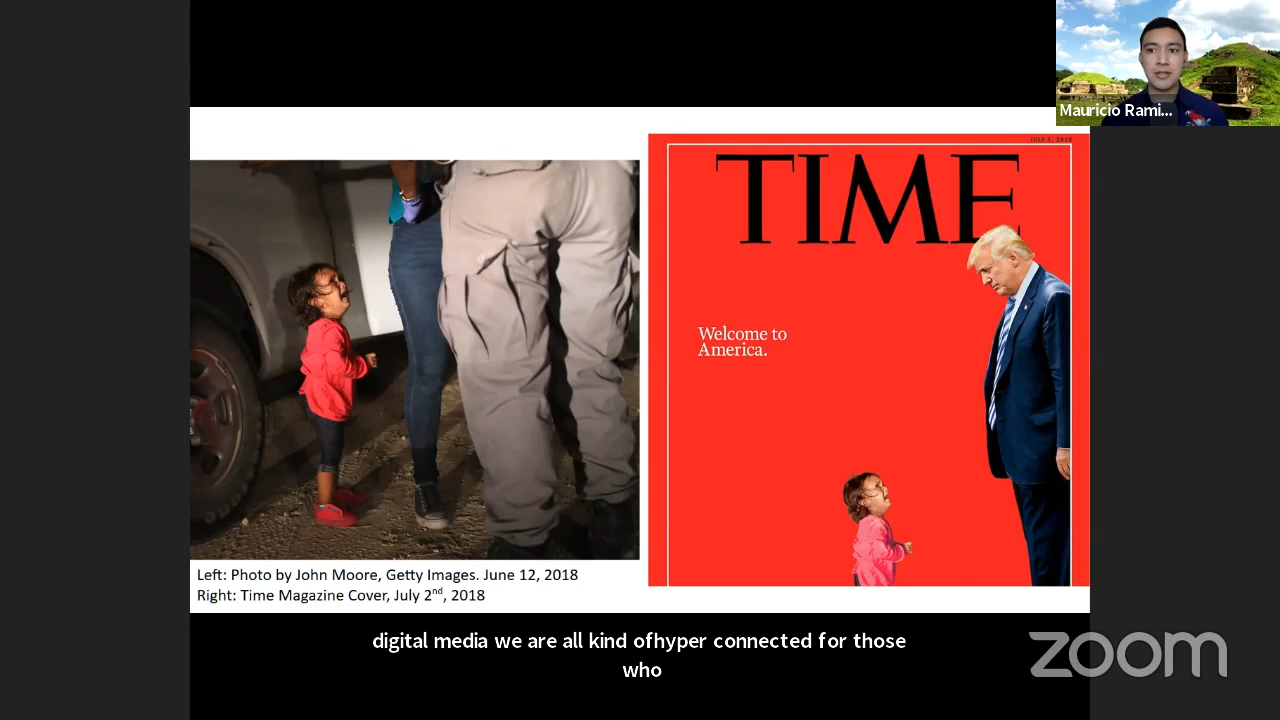 Mauricio Rami...
JULY 2, 2018
TIME
Welcome to
America.
Left: Photo by John Moore, Getty Images. June 12, 2018
Right: Time Magazine Cover, July 2nd, 2018
digital media we are all kind ofhyper connected for those
who
zoom